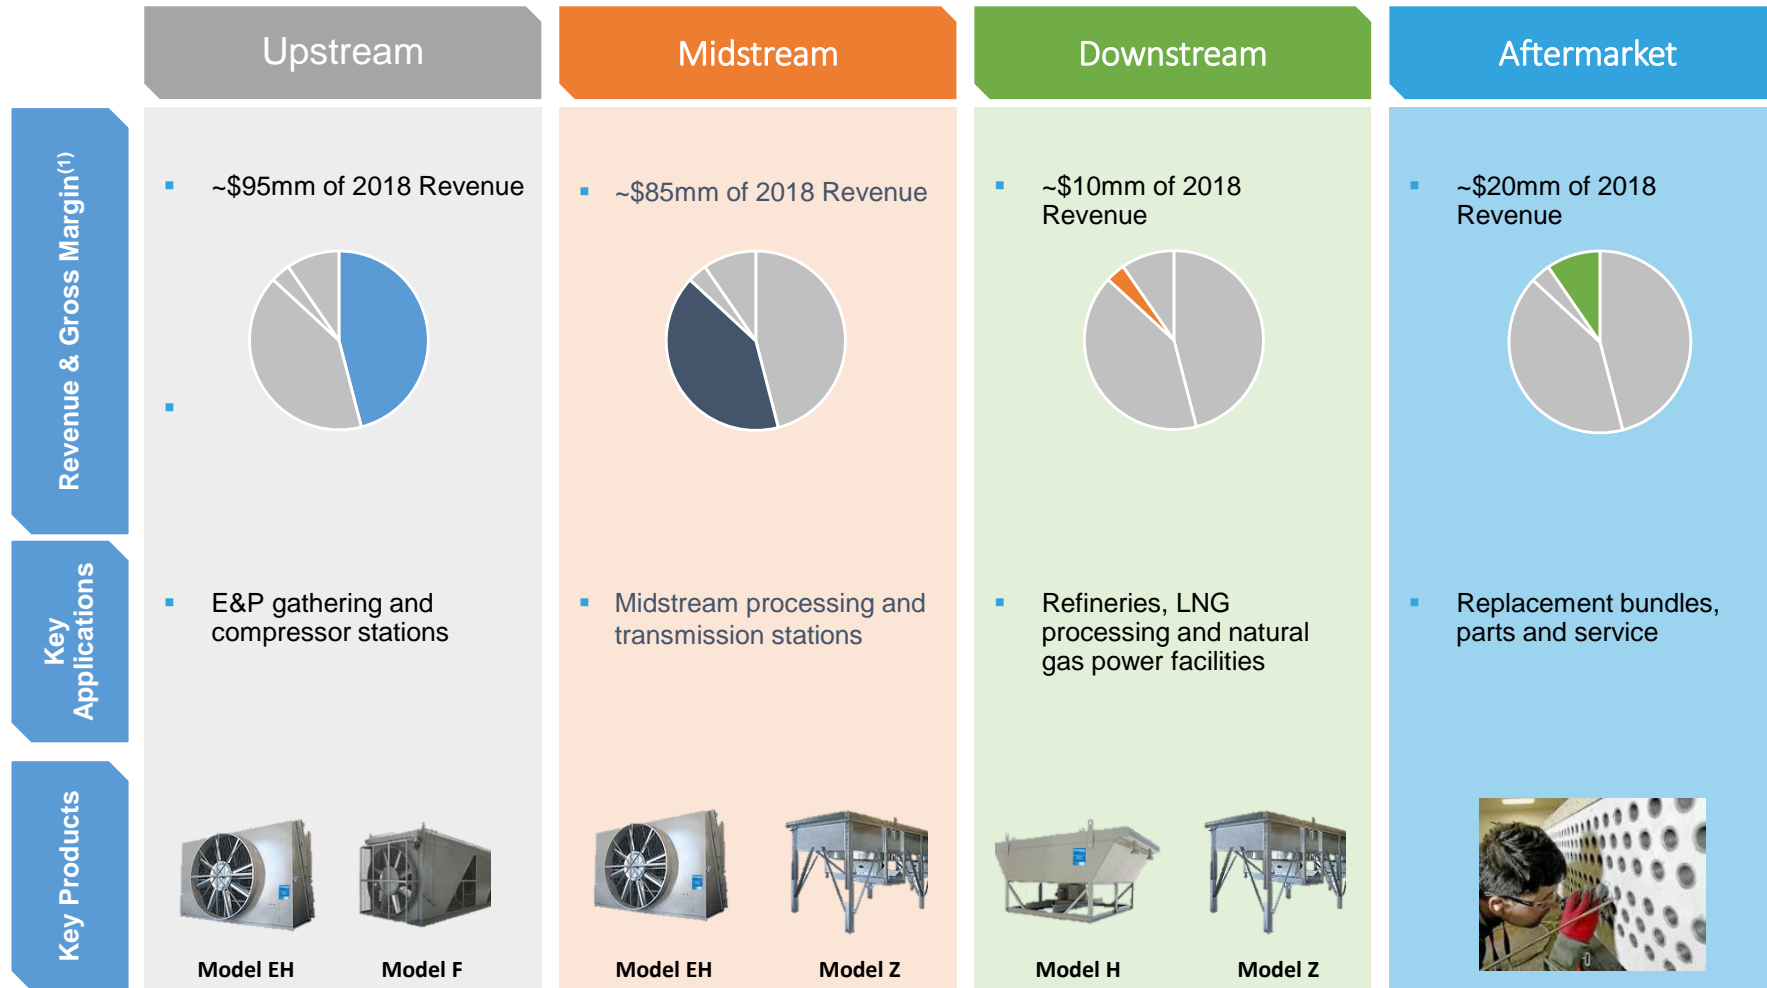 Upstream
Midstream
Downstream
Aftermarket
Revenue & Gross Margin(1)
~$95mm of 2018 Revenue
~$85mm of 2018 Revenue
~$10mm of 2018
Revenue
~$20mm of 2018
Revenue
Key
Applications
E&P gathering and
compressor stations
Midstream processing and
transmission stations
Refineries, LNG
processing and natural
gas power facilities
Replacement bundles,
parts and service
Key Products
Model EH
Model F
Model EH
Model Z
Model H
Model Z